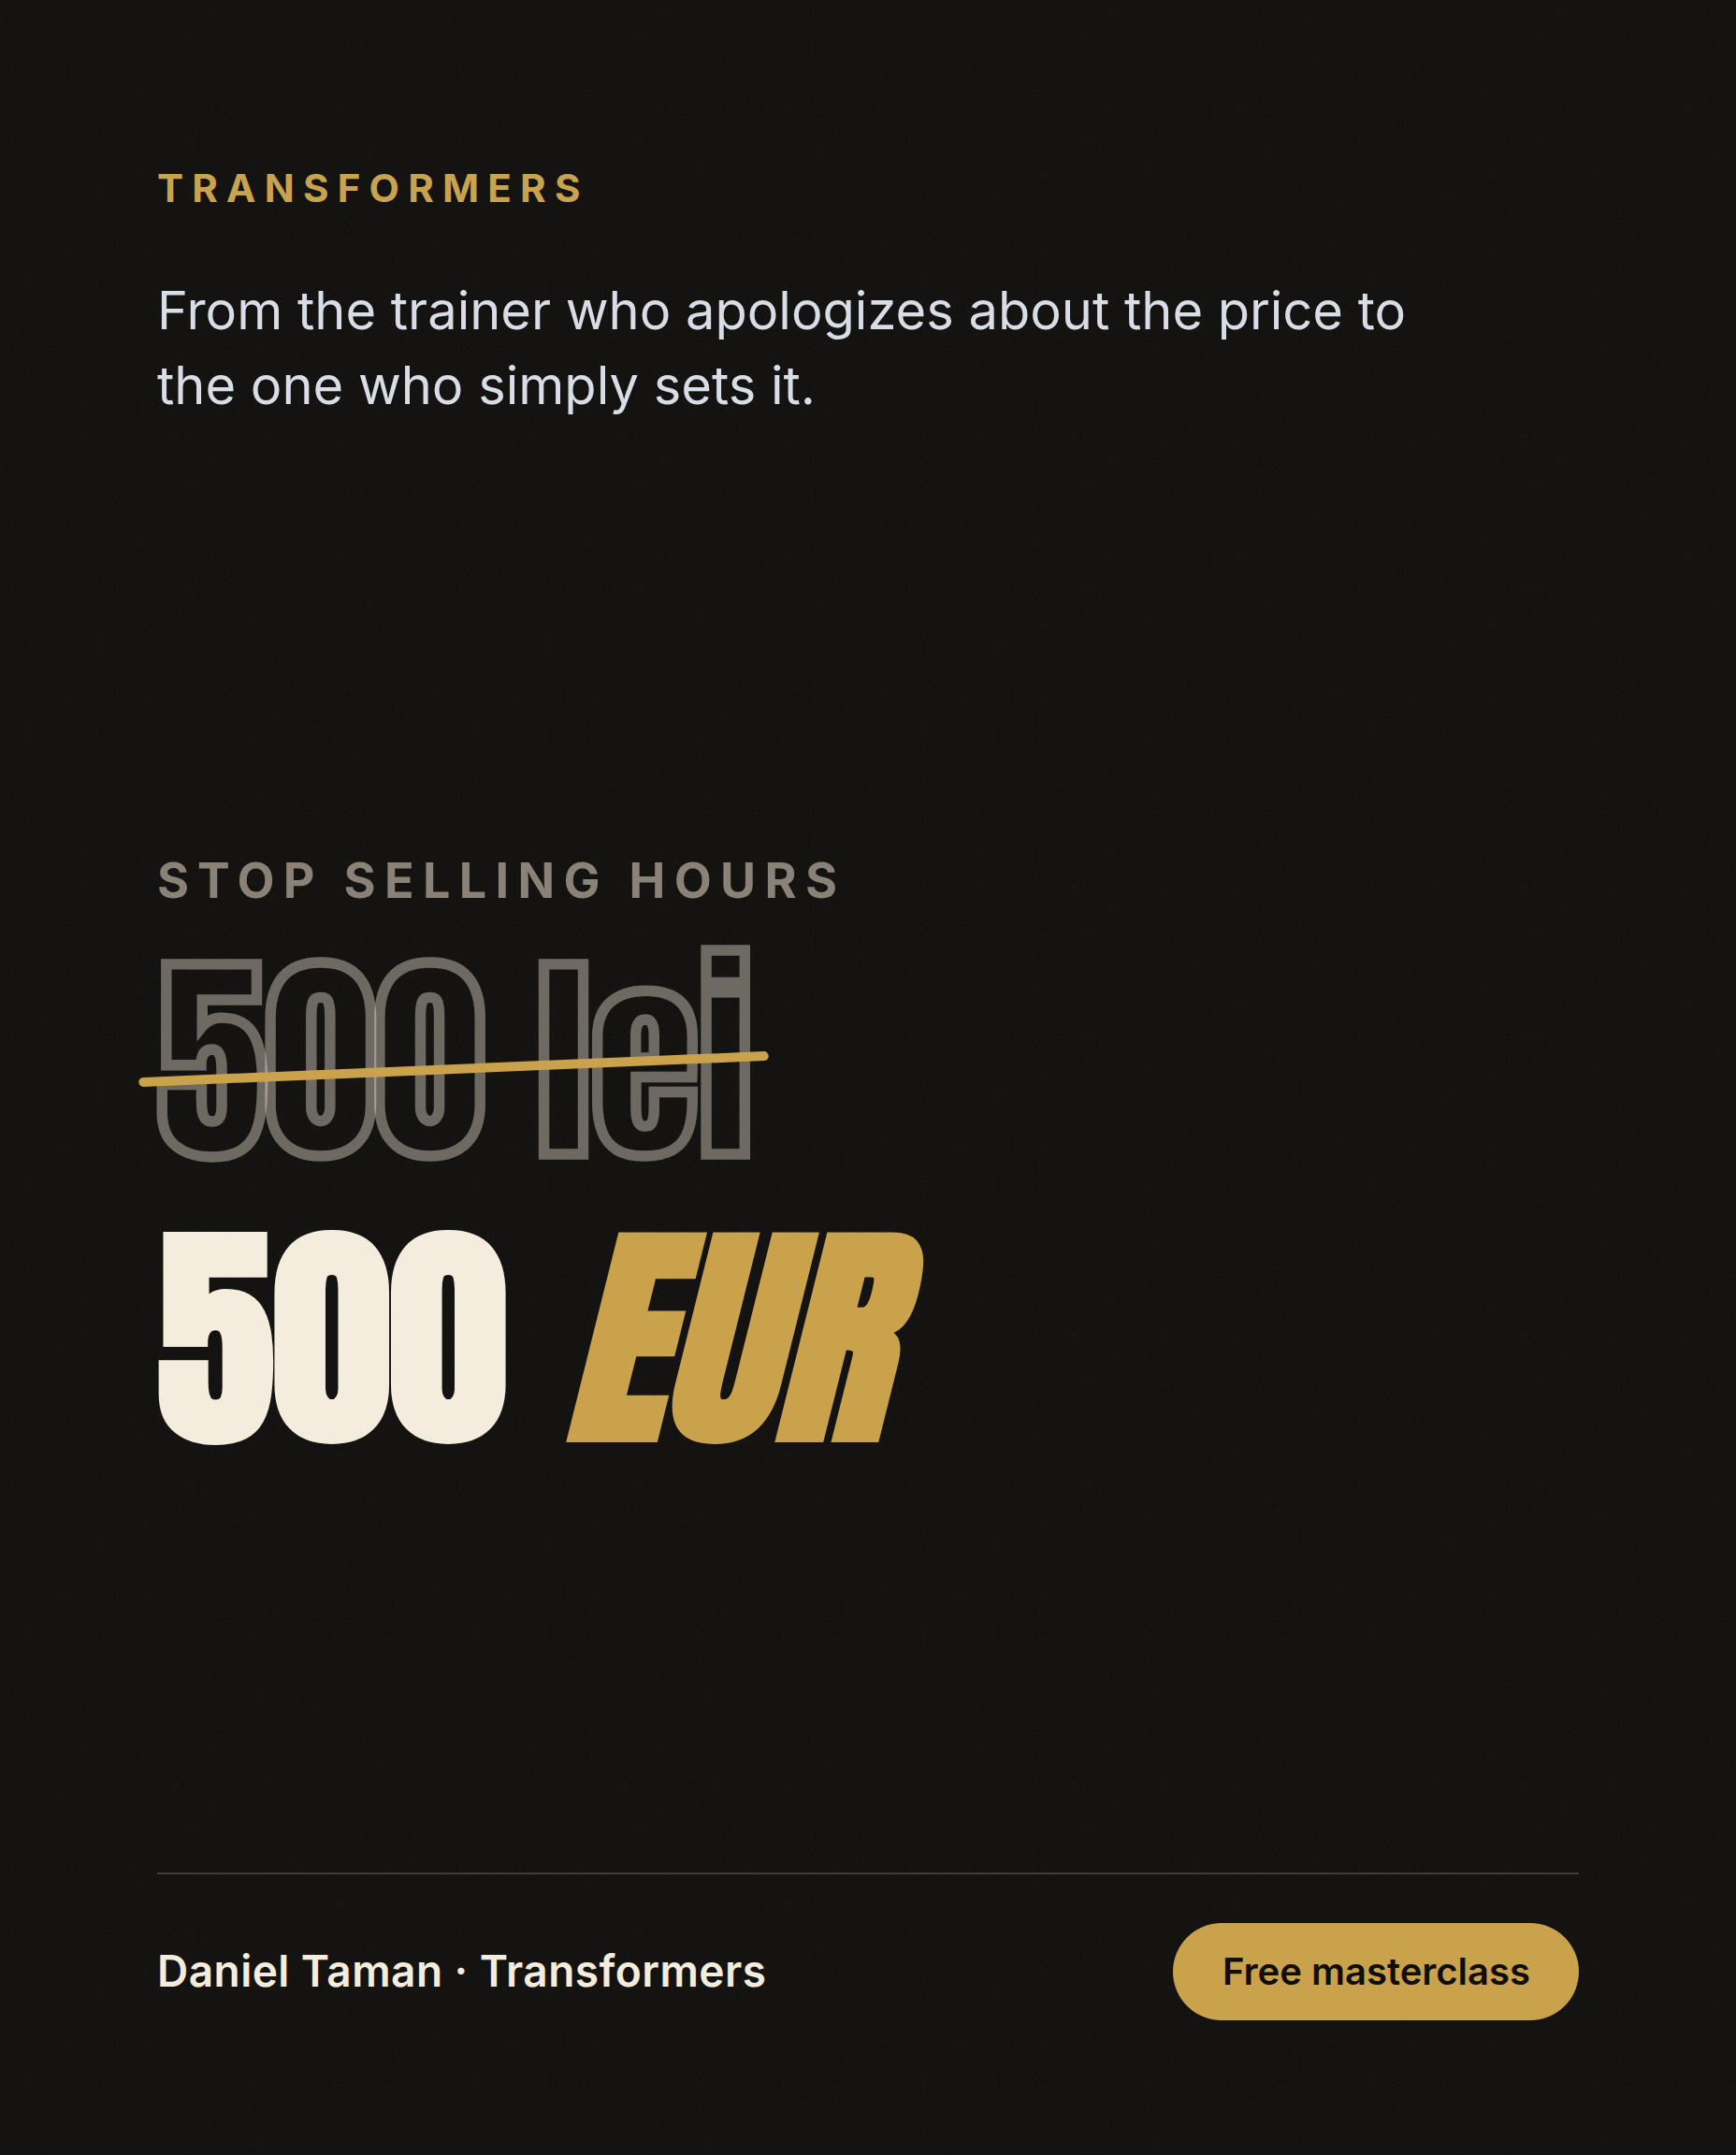 TRANSFORMERS
From the trainer who apologizes about the price to
the one who simply sets it.
STOP SELLING HOURS
500 lei
500 EUR
Daniel Taman · Transformers
Free masterclass